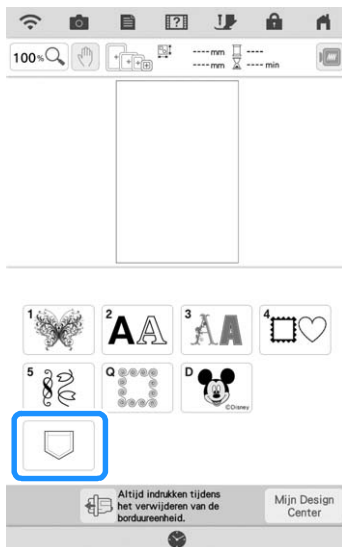 100%
---- mm ----
---- mm ---- min
1
2
AA
3
AA
4
5
Q
D
©Disney
Altijd indrukken tijdens
het verwijderen van de
borduureenheid.
Mijn Design
Center